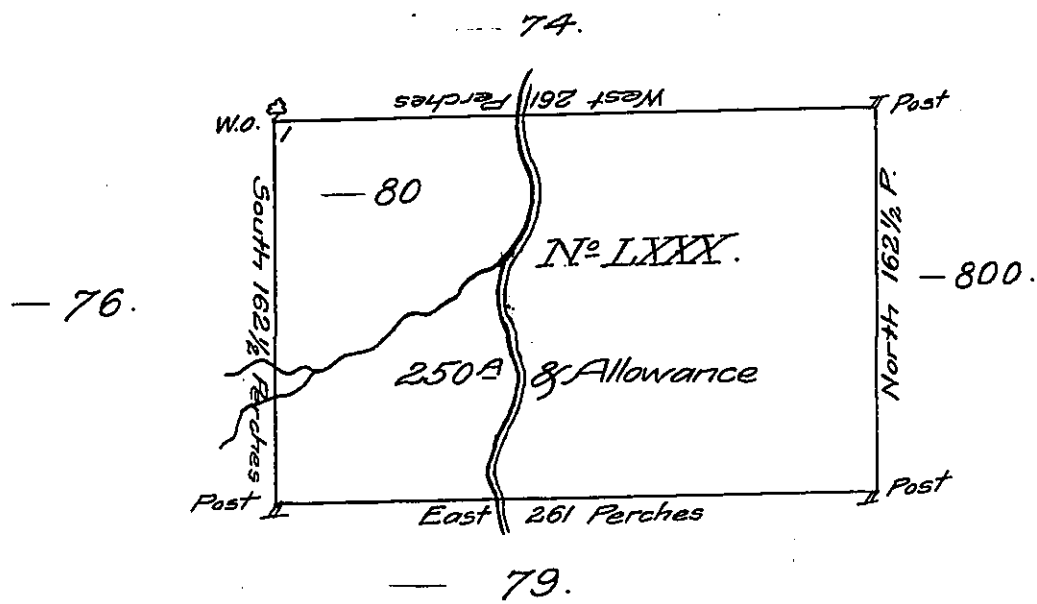 — 74.
West 261 Perches
W.O.
1
Post
— 80
South 162½ Perches
North 162½ P.
Nº LXXX.
— 76.
— 800.
250A & Allowance
Post
Post
East 261 Perches
— 79.